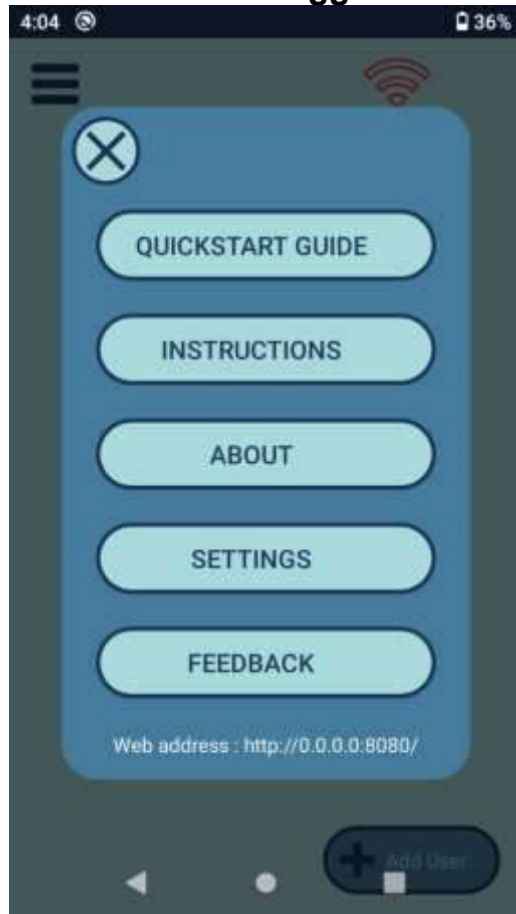 4:04 36%
QUICKSTART GUIDE
INSTRUCTIONS
ABOUT
SETTINGS
FEEDBACK
Web address : http://0.0.0.0:8080/
Add User